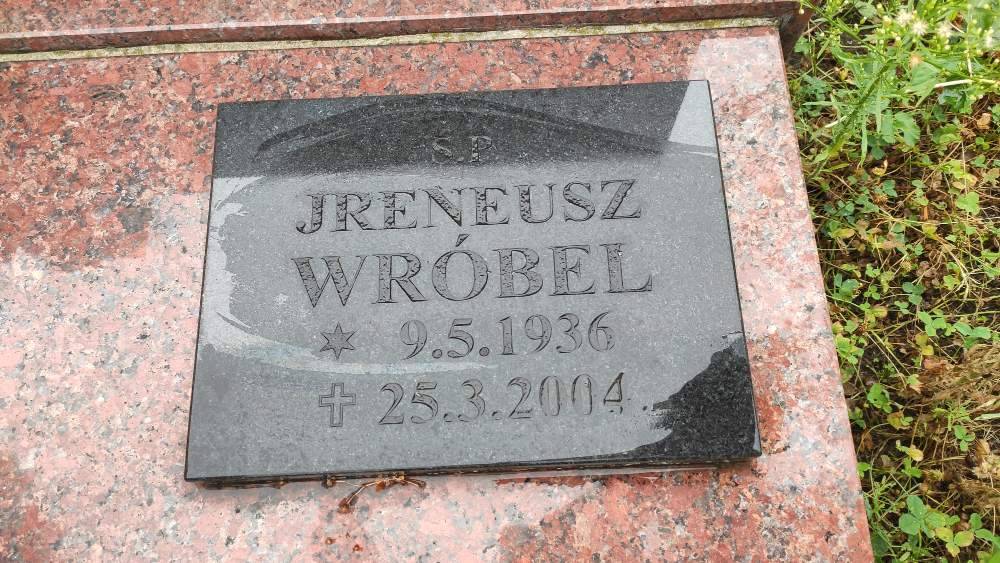 Ś.P
JRENEUSZ
WRÓBEL
✶ 9.5.1936
✝ 25.3.2004.